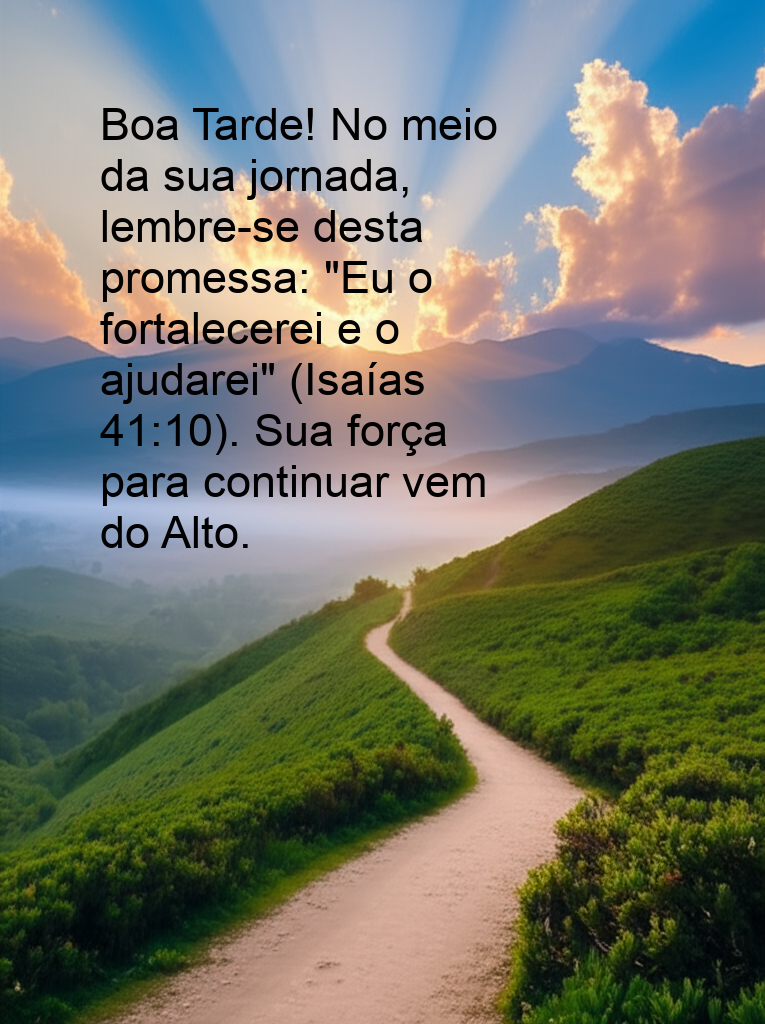 Boa Tarde! No meio
da sua jornada,
lembre-se desta
promessa: "Eu o
fortalecerei e o
ajudarei" (Isaías
41:10). Sua força
para continuar vem
do Alto.